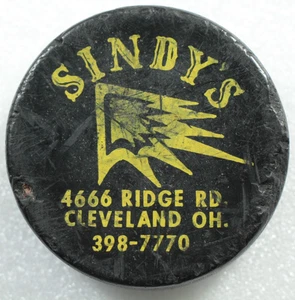 SINDY'S
4666 RIDGE RD.
CLEVELAND OH.
398-7770